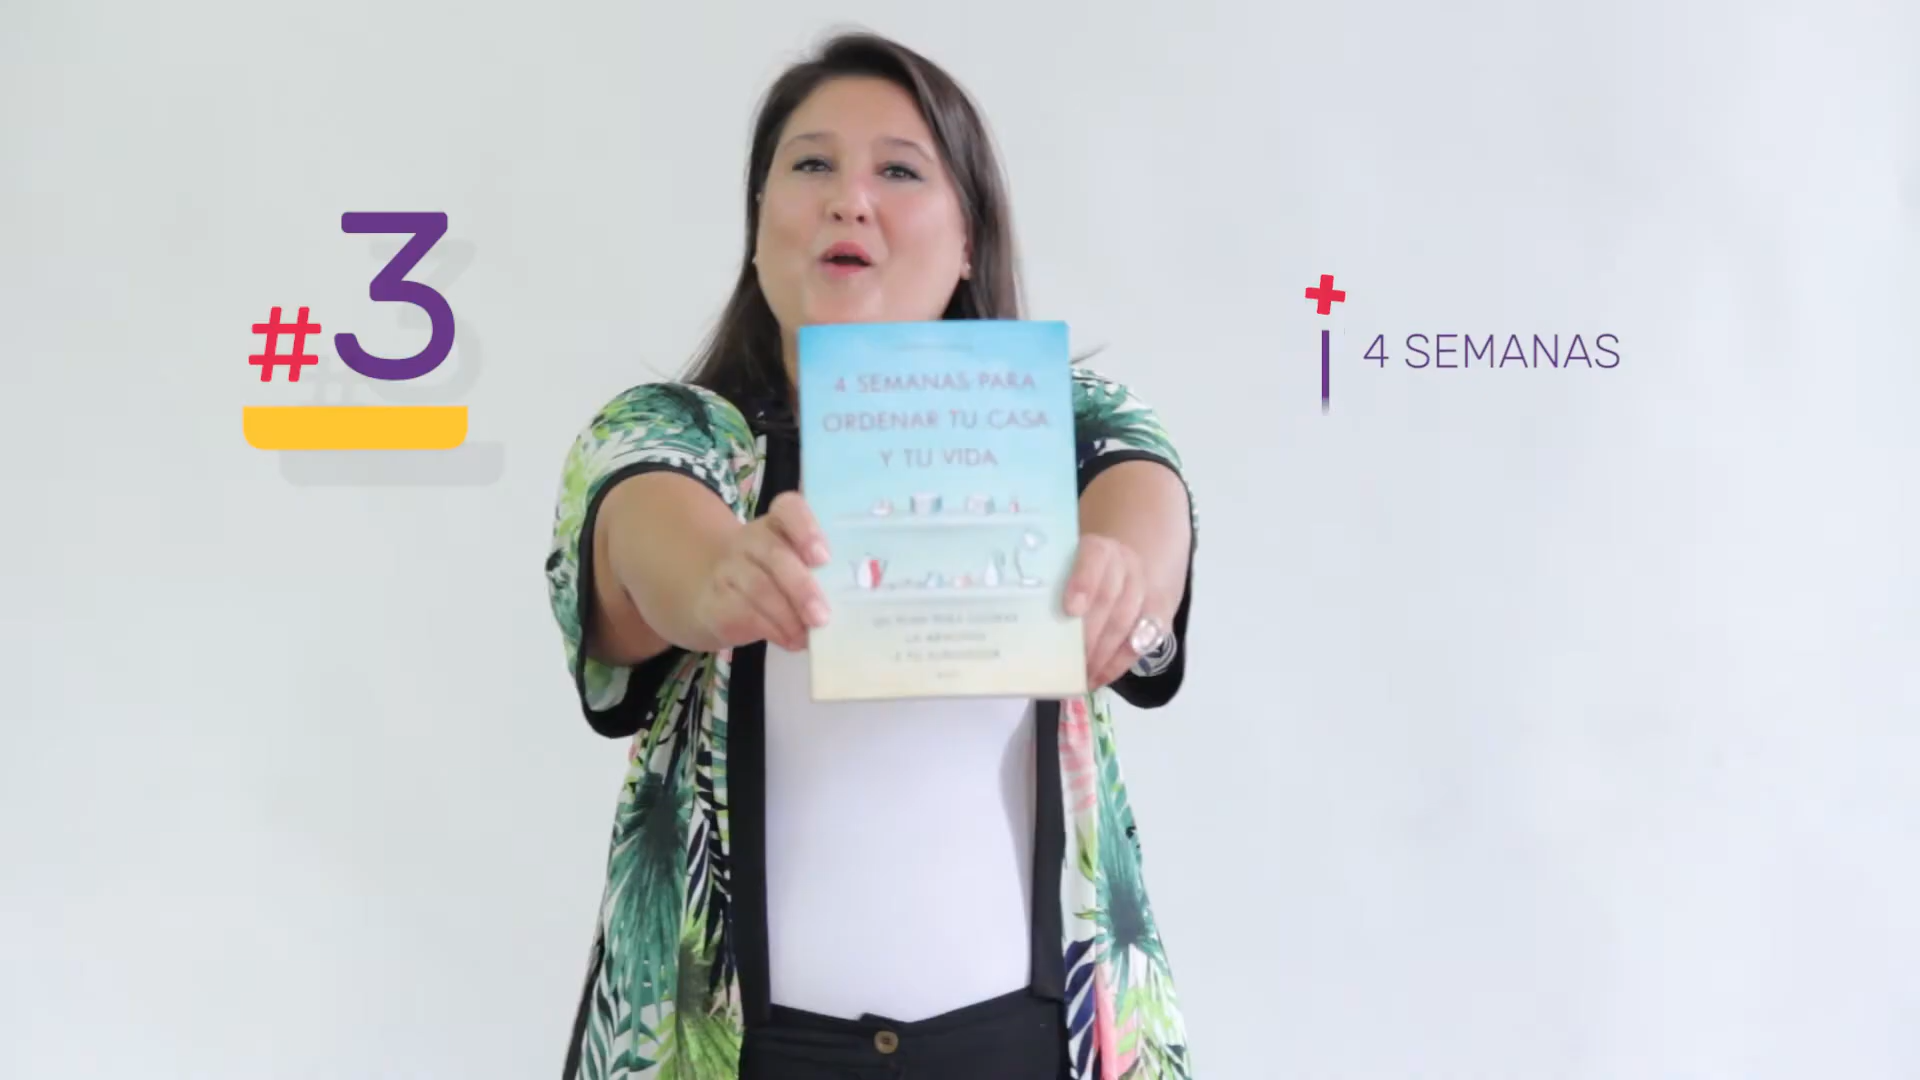 #3
+
4 SEMANAS
4 SEMANAS PARA
ORDENAR TU CASA
Y TU VIDA